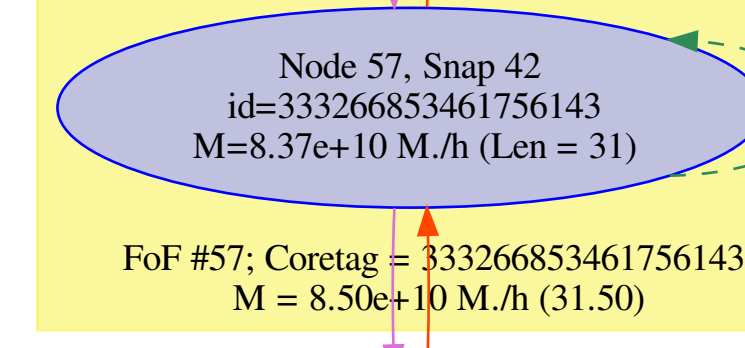 Node 57, Snap 42
id=333266853461756143
M=8.37e+10 M./h (Len = 31)
FoF #57; Coretag = 333266853461756143
M = 8.50e+10 M./h (31.50)